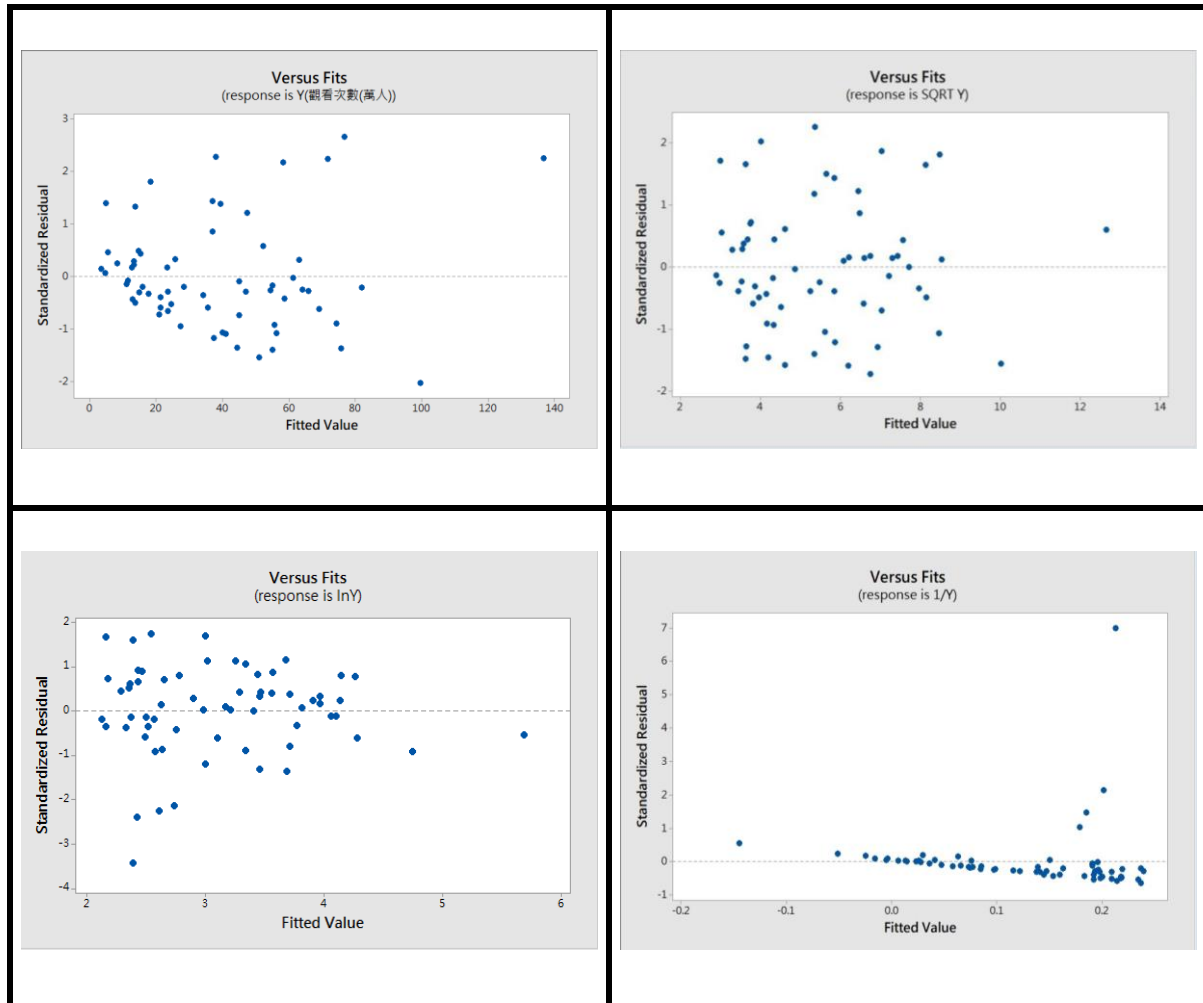 Versus Fits
(response is Y(觀看次數(萬人))
Standardized Residual
3
2
1
0
-1
-2
0 20 40 60 80 100 120 140
Fitted Value
Versus Fits
(response is SQRT Y)
Standardized Residual
2
1
0
-1
-2
2 4 6 8 10 12 14
Fitted Value
Versus Fits
(response is lnY)
Standardized Residual
2
1
0
-1
-2
-3
-4
2 3 4 5 6
Fitted Value
Versus Fits
(response is 1/Y)
Standardized Residual
7
6
5
4
3
2
1
0
-1
-0.2 -0.1 0.0 0.1 0.2
Fitted Value